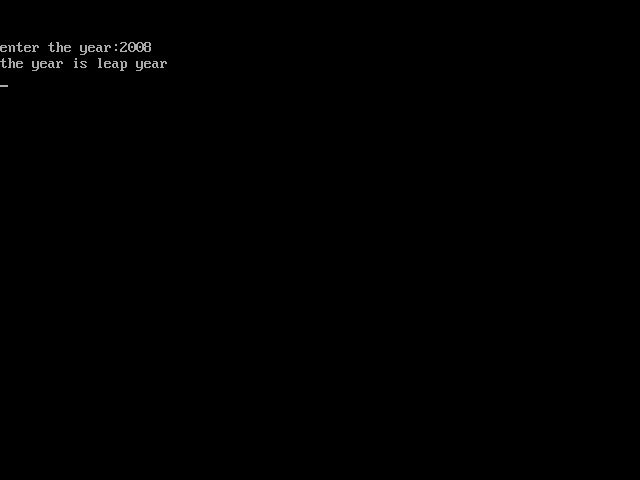 enter the year:2008
the year is leap year